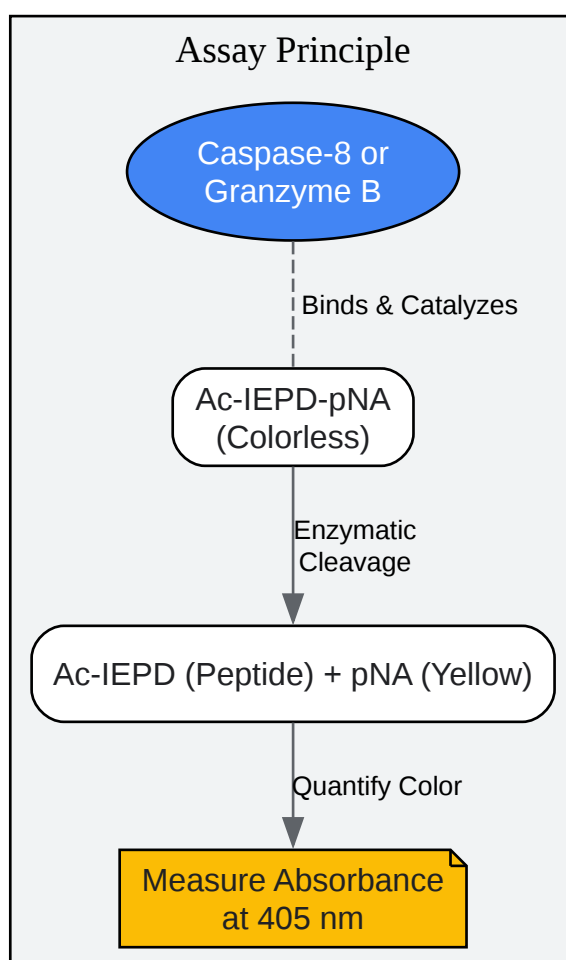 Assay Principle
Caspase-8 or
Granzyme B
Binds & Catalyzes
Ac-IEPD-pNA
(Colorless)
Enzymatic
Cleavage
Ac-IEPD (Peptide) + pNA (Yellow)
Quantify Color
Measure Absorbance
at 405 nm